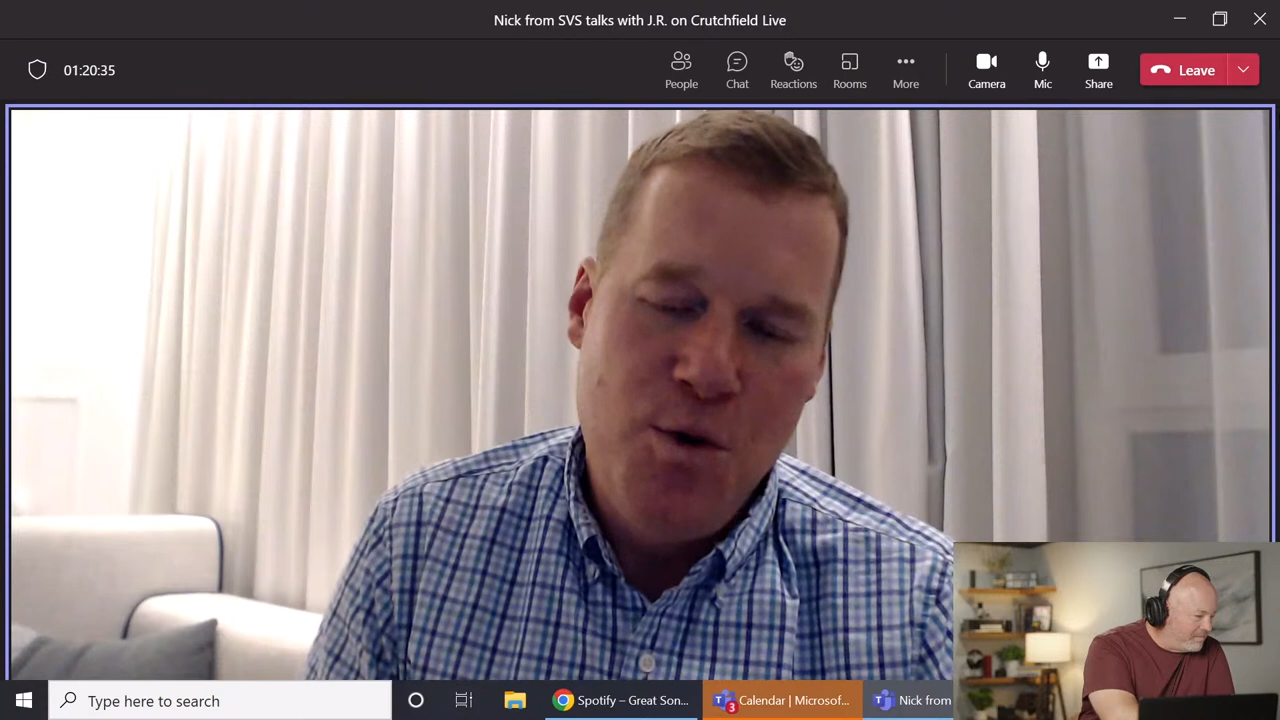 Nick from SVS talks with J.R. on Crutchfield Live
01:20:35
People
Chat
Reactions
Rooms
More
Camera
Mic
Share
Leave
Type here to search
Spotify – Great Son...
3
Calendar | Microsof...
Nick from